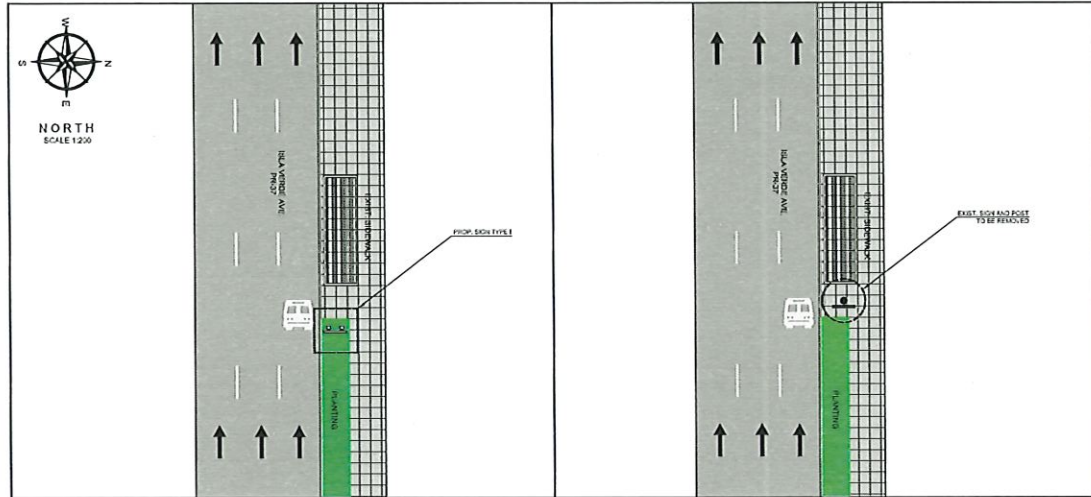 W
S
N
E
NORTH
SCALE 1:200
ISLA VERDE AVE.
PR-37
EXIST. SIDEWALK
PROP. SIGN TYPE 1
PLANTING
ISLA VERDE AVE.
PR-37
EXIST. SIDEWALK
EXIST. SIGN AND POST
TO BE REMOVED
PLANTING